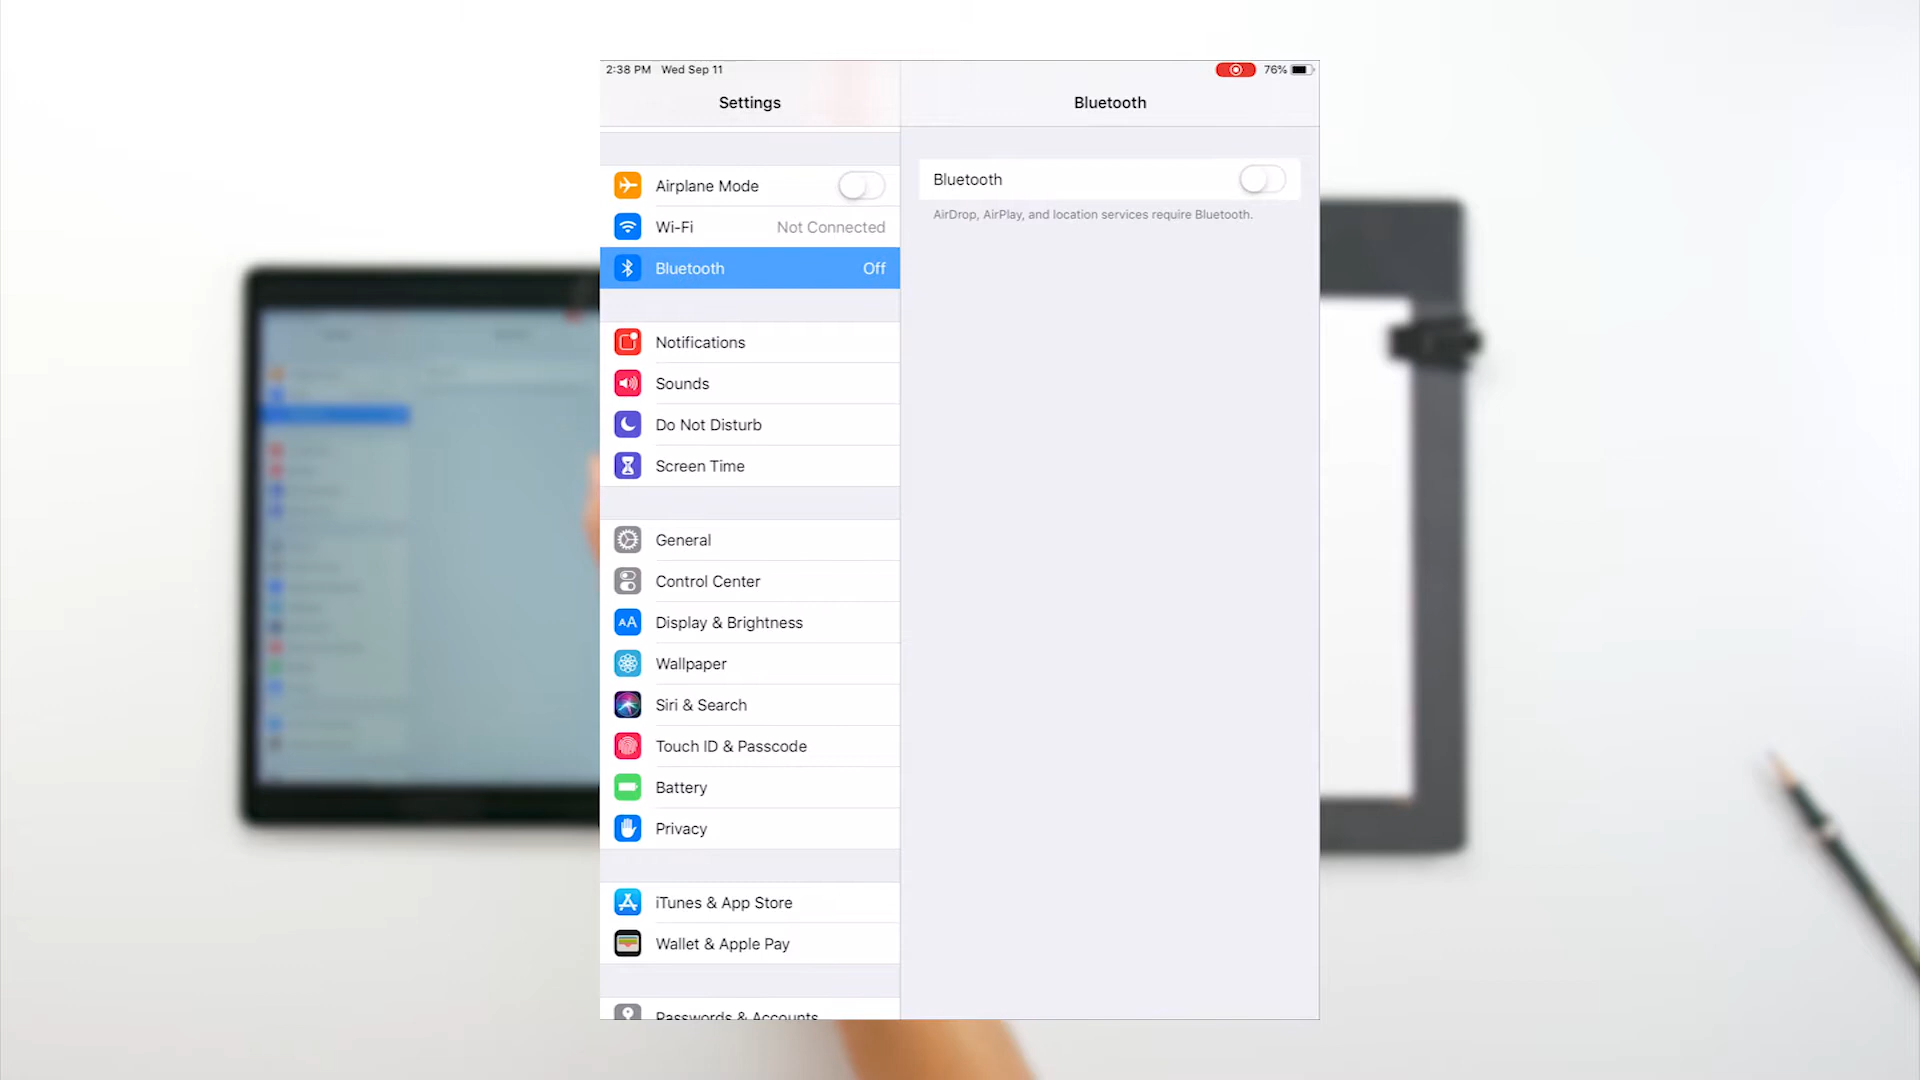 2:38 PM Wed Sep 11
76%
Settings
Bluetooth
Airplane Mode
Wi-Fi Not Connected
Bluetooth Off
Notifications
Sounds
Do Not Disturb
Screen Time
General
Control Center
AA Display & Brightness
Wallpaper
Siri & Search
Touch ID & Passcode
Battery
Privacy
iTunes & App Store
Wallet & Apple Pay
Passwords & Accounts
Bluetooth
AirDrop, AirPlay, and location services require Bluetooth.